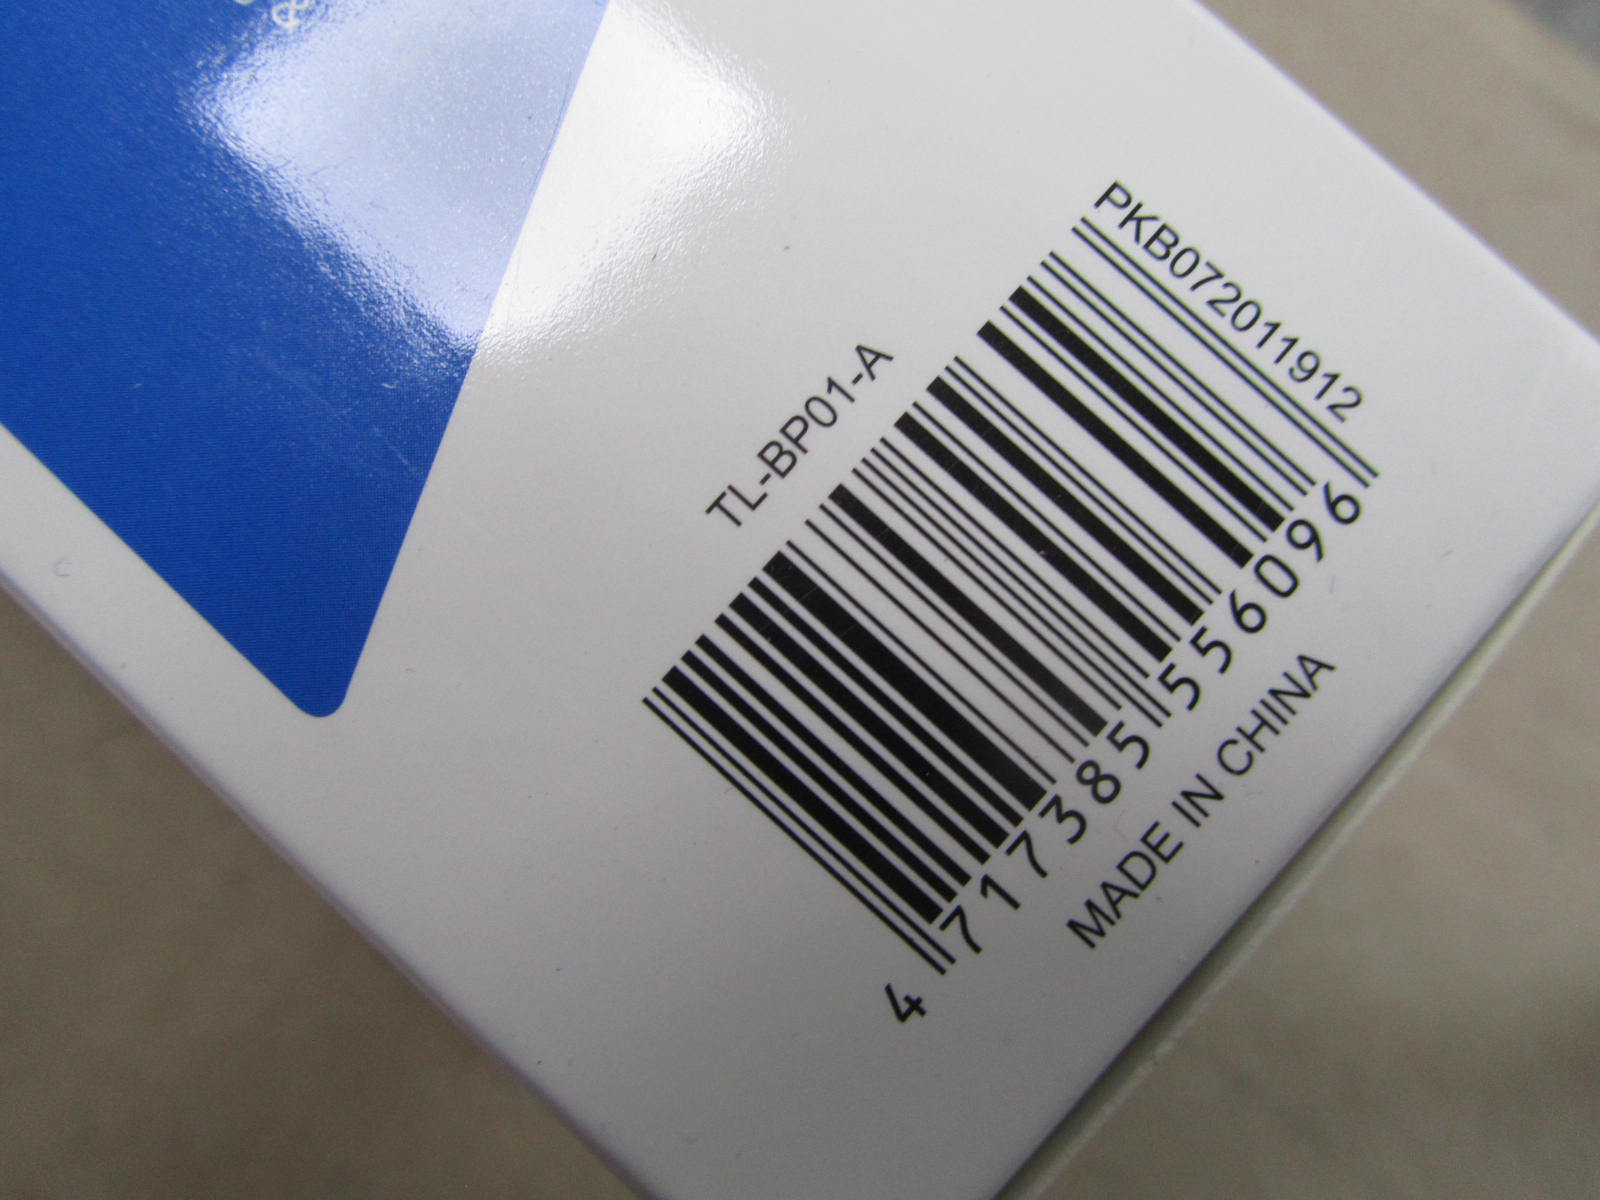 TL-BP01-A
PKB072011912
4 717385 556096
MADE IN CHINA